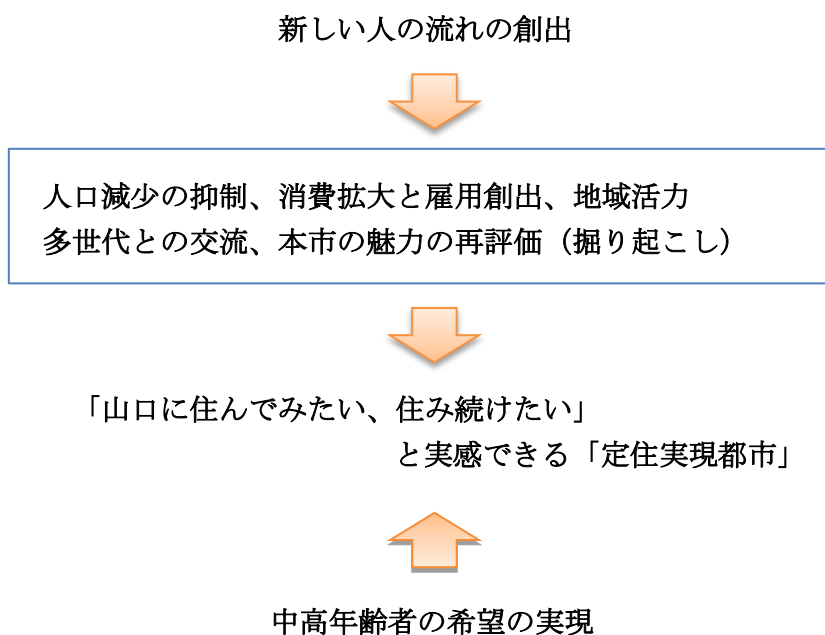 新しい人の流れの創出
人口減少の抑制、消費拡大と雇用創出、地域活力
多世代との交流、本市の魅力の再評価（掘り起こし）
「山口に住んでみたい、住み続けたい」
と実感できる「定住実現都市」
中高年齢者の希望の実現